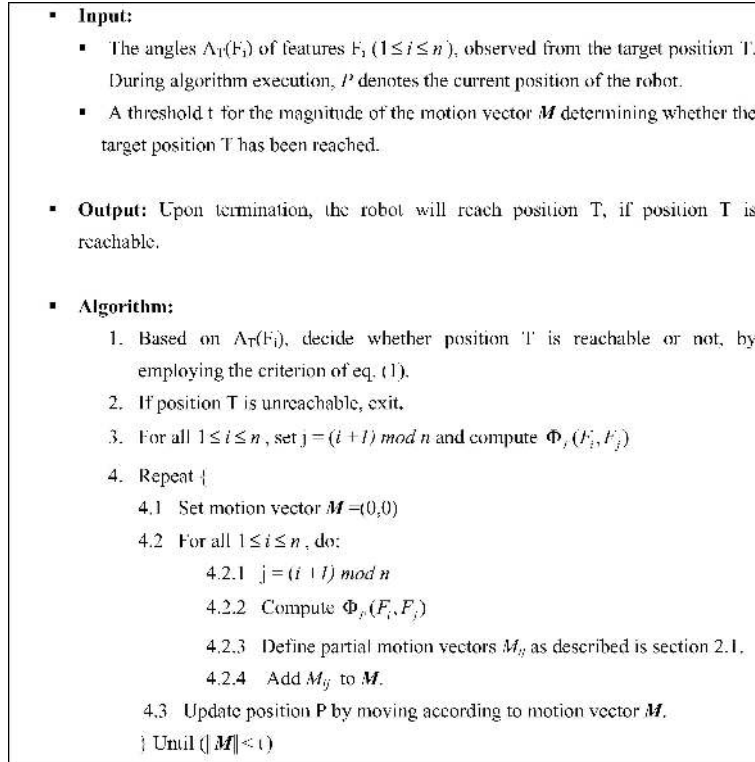 ▪ Input:
▪ The angles A_T(F_i) of features F_i (1 ≤ i ≤ n), observed from the target position T.
During algorithm execution, P denotes the current position of the robot.
▪ A threshold t for the magnitude of the motion vector M determining whether the
target position T has been reached.
▪ Output: Upon termination, the robot will reach position T, if position T is
reachable.
▪ Algorithm:
1. Based on A_T(F_i), decide whether position T is reachable or not, by
employing the criterion of eq. (1).
2. If position T is unreachable, exit.
3. For all 1 ≤ i ≤ n, set j = (i +1) mod n and compute Φ_T(F_i, F_j)
4. Repeat {
4.1 Set motion vector M =(0,0)
4.2 For all 1 ≤ i ≤ n, do:
4.2.1 j = (i +1) mod n
4.2.2 Compute Φ_P(F_i, F_j)
4.2.3 Define partial motion vectors M_ij as described is section 2.1.
4.2.4 Add M_ij to M.
4.3 Update position P by moving according to motion vector M.
} Until (‖M‖ < t)